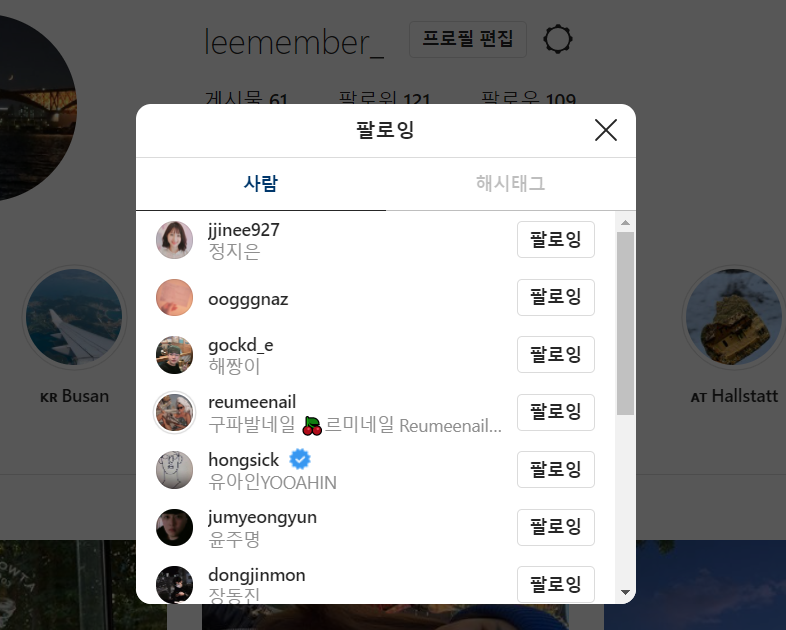 leemember_ 프로필 편집
게시물 61 팔로워 121 팔로우 109
팔로잉
사람 해시태그
jjinee927
정지은
팔로잉
oogggnaz
팔로잉
gockd_e
해짱이
팔로잉
reumeenail
구파발네일 🍒르미네일 Reumeenail...
팔로잉
hongsick
유아인YOOAHIN
팔로잉
jumyeongyun
윤주명
팔로잉
dongjinmon
장동진
팔로잉
KR Busan
AT Hallstatt